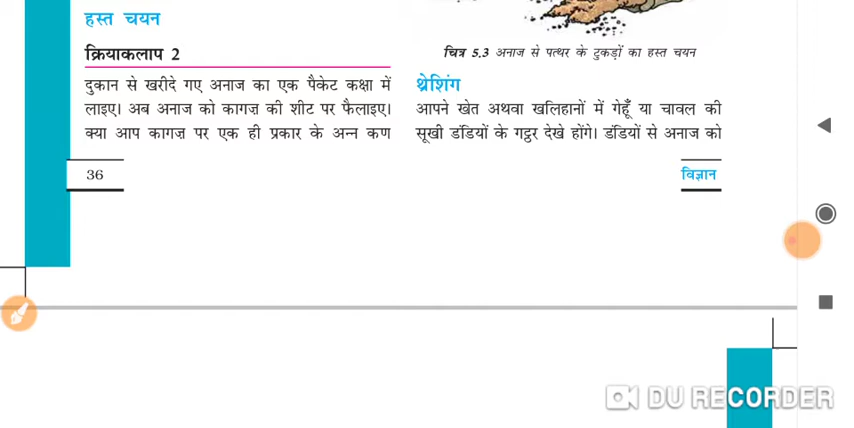 हस्त चयन
क्रियाकलाप 2
दुकान से खरीदे गए अनाज का एक पैकेट कक्षा में
लाइए। अब अनाज को कागज़ की शीट पर फैलाइए।
क्या आप कागज़ पर एक ही प्रकार के अन्न कण
चित्र 5.3 अनाज से पत्थर के टुकड़ों का हस्त चयन
थ्रेशिंग
आपने खेत अथवा खलिहानों में गेहूँ या चावल की
सूखी डंडियों के गट्ठर देखे होंगे। डंडियों से अनाज को
36
विज्ञान
DU RECORDER